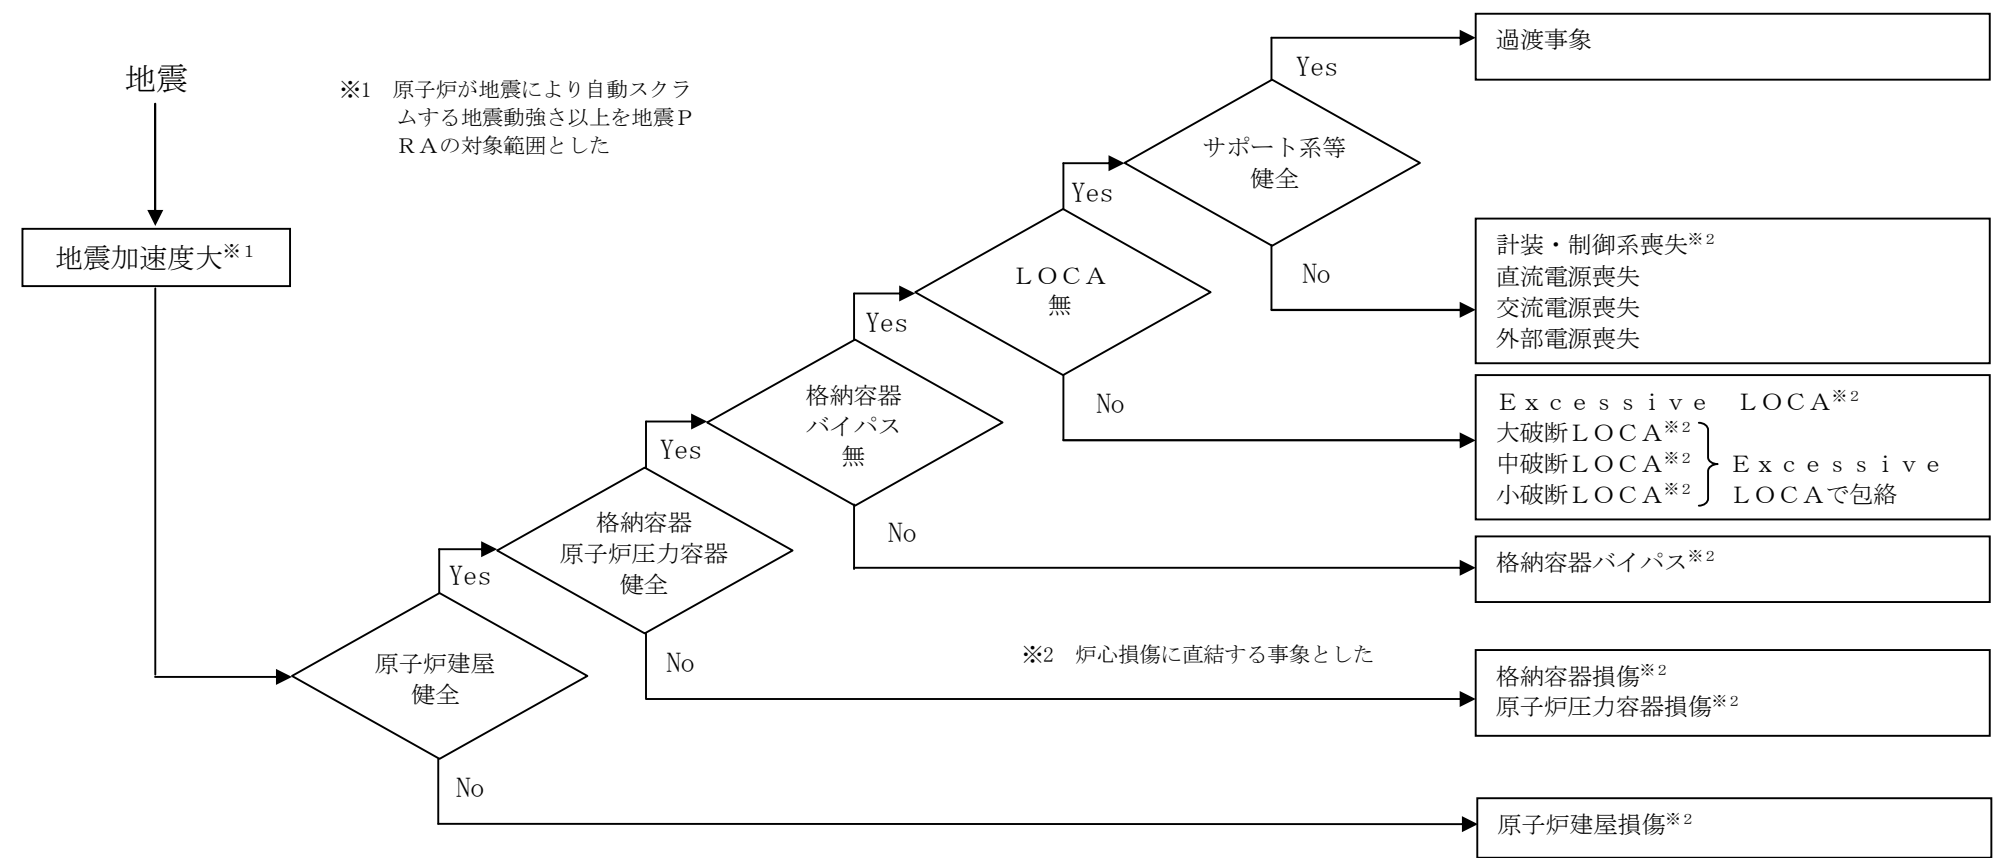 過渡事象
地震
※1　原子炉が地震により自動スクラ
ムする地震動強さ以上を地震Ｐ
ＲＡの対象範囲とした
Yes
サポート系等
健全
Yes
地震加速度大※1
計装・制御系喪失※2
直流電源喪失
交流電源喪失
外部電源喪失
No
ＬＯＣＡ
無
Yes
格納容器
バイパス
無
No
Ｅｘｃｅｓｓｉｖｅ　ＬＯＣＡ※2
大破断ＬＯＣＡ※2
中破断ＬＯＣＡ※2
小破断ＬＯＣＡ※2
Ｅｘｃｅｓｓｉｖｅ
ＬＯＣＡで包絡
Yes
格納容器
原子炉圧力容器
健全
No
格納容器バイパス※2
Yes
原子炉建屋
健全
No
※2　炉心損傷に直結する事象とした
格納容器損傷※2
原子炉圧力容器損傷※2
No
原子炉建屋損傷※2